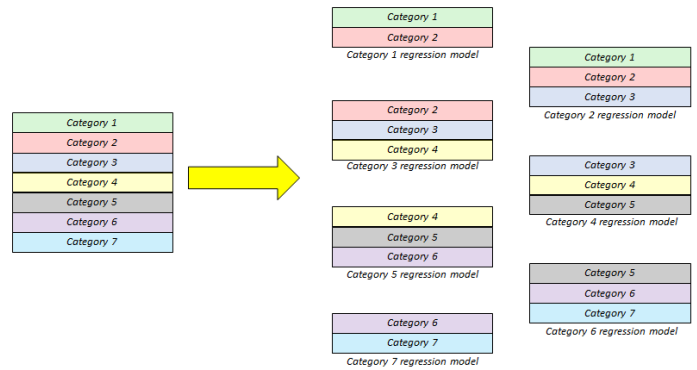 Category 1
Category 2
Category 3
Category 4
Category 5
Category 6
Category 7
Category 1
Category 2
Category 1 regression model
Category 1
Category 2
Category 3
Category 2 regression model
Category 2
Category 3
Category 4
Category 3 regression model
Category 3
Category 4
Category 5
Category 4 regression model
Category 4
Category 5
Category 6
Category 5 regression model
Category 5
Category 6
Category 7
Category 6 regression model
Category 6
Category 7
Category 7 regression model